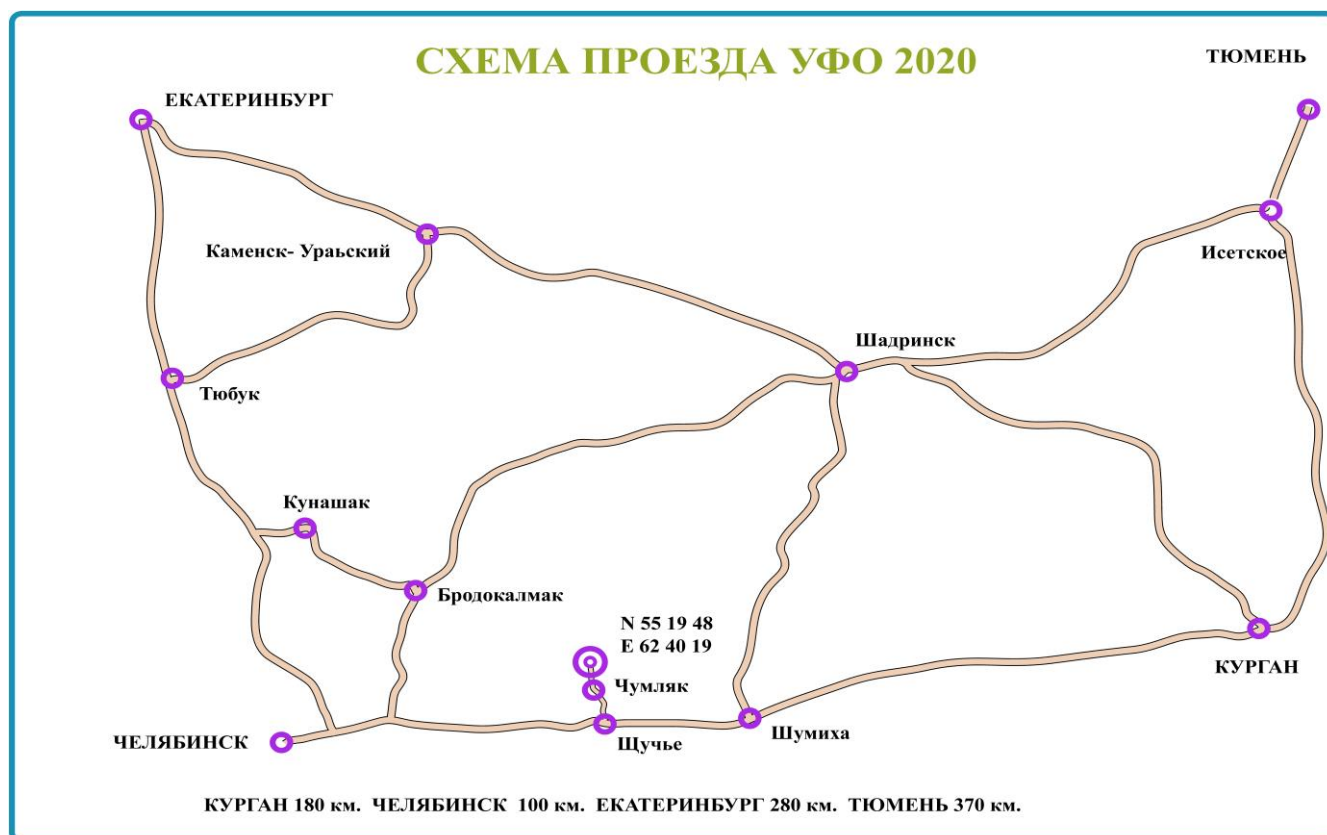 СХЕМА ПРОЕЗДА УФО 2020
ТЮМЕНЬ
ЕКАТЕРИНБУРГ
Каменск- Ураьский
Исетское
Шадринск
Тюбук
Кунашак
Бродокалмак
N 55 19 48
E 62 40 19
Чумляк
КУРГАН
ЧЕЛЯБИНСК
Щучье
Шумиха
КУРГАН 180 км. ЧЕЛЯБИНСК 100 км. ЕКАТЕРИНБУРГ 280 км. ТЮМЕНЬ 370 км.